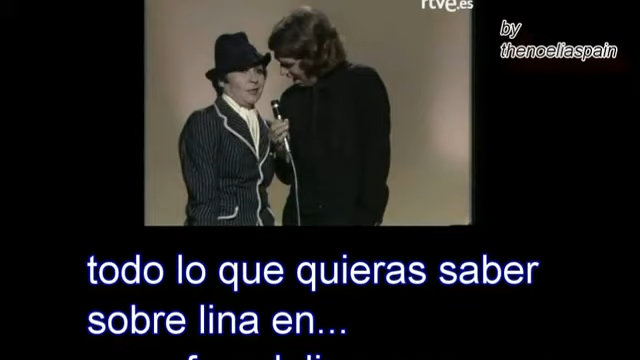 rtve.es
by
thenoeliaspain
todo lo que quieras saber
sobre lina en...